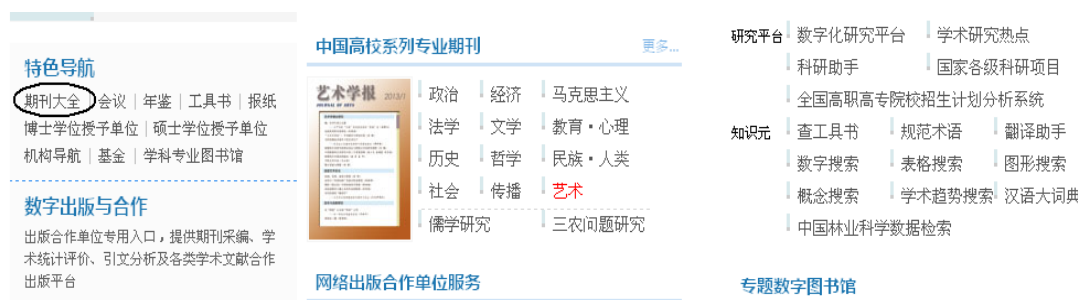 特色导航
期刊大全 | 会议 | 年鉴 | 工具书 | 报纸
博士学位授予单位 | 硕士学位授予单位
机构导航 | 基金 | 学科专业图书馆
数字出版与合作
出版合作单位专用入口，提供期刊采编、学
术统计评价、引文分析及各类学术文献合作
出版平台
中国高校系列专业期刊 更多...
艺术学报 2013/1
JOURNAL OF ARTS
政治 经济 马克思主义
法学 文学 教育·心理
历史 哲学 民族·人类
社会 传播 艺术
儒学研究 三农问题研究
网络出版合作单位服务
研究平台 数字化研究平台 学术研究热点
科研助手 国家各级科研项目
全国高职高专院校招生计划分析系统
知识元 查工具书 规范术语 翻译助手
数字搜索 表格搜索 图形搜索
概念搜索 学术趋势搜索 汉语大词典
中国林业科学数据检索
专题数字图书馆